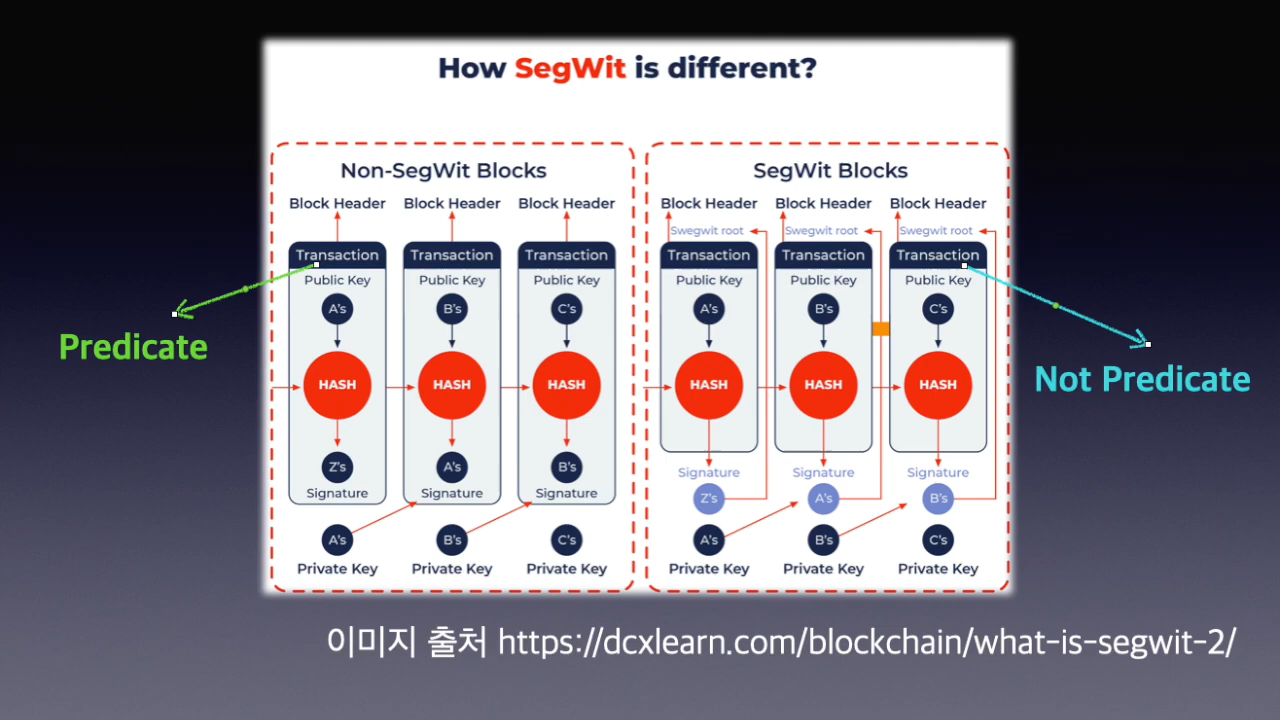 How SegWit is different?
Non-SegWit Blocks
Block Header Block Header Block Header
Transaction Transaction Transaction
Public Key Public Key Public Key
A's B's C's
HASH HASH HASH
Z's A's B's
Signature Signature Signature
A's B's C's
Private Key Private Key Private Key
SegWit Blocks
Block Header Block Header Block Header
Swegwit root Swegwit root Swegwit root
Transaction Transaction Transaction
Public Key Public Key Public Key
A's B's C's
HASH HASH HASH
Signature Signature Signature
Z's A's B's
A's B's C's
Private Key Private Key Private Key
Predicate
Not Predicate
이미지 출처 https://dcxlearn.com/blockchain/what-is-segwit-2/